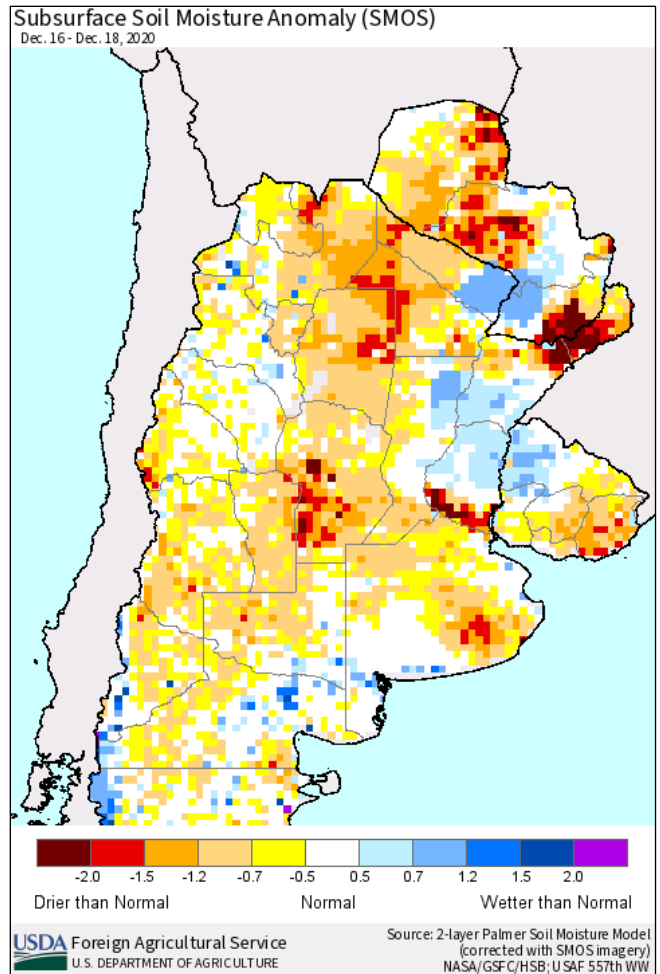 Subsurface Soil Moisture Anomaly (SMOS)
Dec. 16 - Dec. 18, 2020
-2.0 -1.5 -1.2 -0.7 -0.5 0.5 0.7 1.2 1.5 2.0
Drier than Normal Normal Wetter than Normal
USDA Foreign Agricultural Service
U.S. DEPARTMENT OF AGRICULTURE
Source: 2-layer Palmer Soil Moisture Model
(corrected with SMOS imagery)
NASA/GSFC/HSB; USAF 557th WW